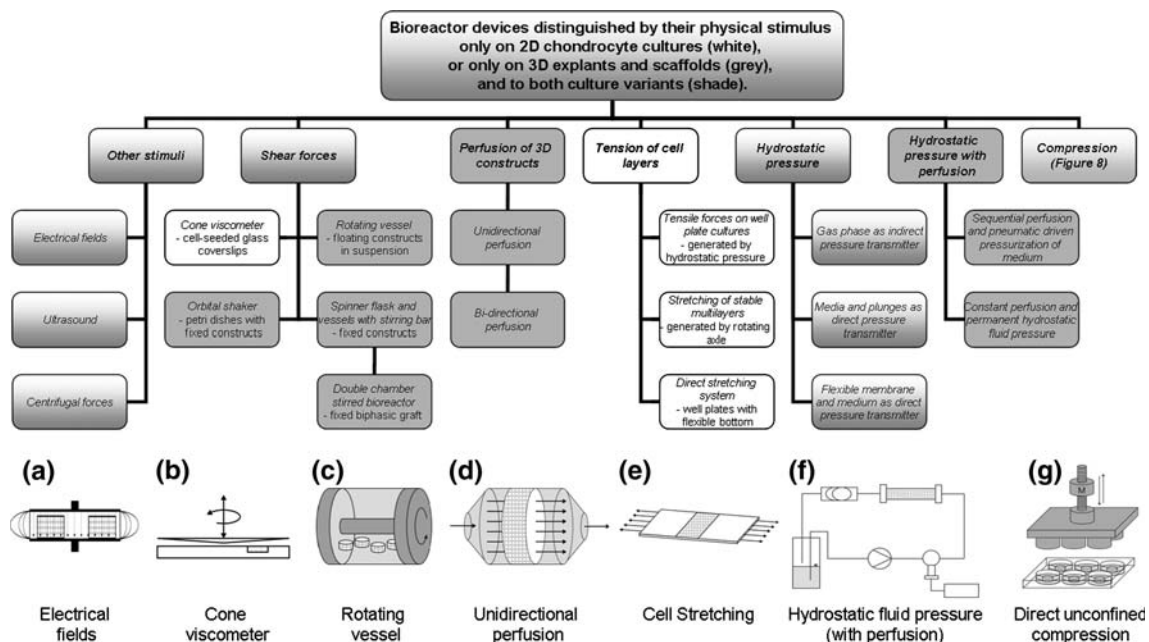 Bioreactor devices distinguished by their physical stimulus
only on 2D chondrocyte cultures (white),
or only on 3D explants and scaffolds (grey),
and to both culture variants (shade).
Other stimuli
Shear forces
Perfusion of 3D
constructs
Tension of cell
layers
Hydrostatic
pressure
Hydrostatic
pressure with
perfusion
Compression
(Figure 8)
Electrical fields
Ultrasound
Centrifugal forces
Cone viscometer
- cell-seeded glass
coverslips
Orbital shaker
- petri dishes with
fixed constructs
Rotating vessel
- floating constructs
in suspension
Spinner flask and
vessels with stirring bar
- fixed constructs
Double chamber
stirred bioreactor
- fixed biphasic graft
Unidirectional
perfusion
Bi-directional
perfusion
Tensile forces on well
plate cultures
- generated by
hydrostatic pressure
Stretching of stable
multilayers
- generated by rotating
axle
Direct stretching
system
- well plates with
flexible bottom
Gas phase as indirect
pressure transmitter
Media and plunges as
direct pressure
transmitter
Flexible membrane
and medium as direct
pressure transmitter
Sequential perfusion
and pneumatic driven
pressurization of
medium
Constant perfusion and
permanent hydrostatic
fluid pressure
(a)
(b)
(c)
(d)
(e)
(f)
(g)
M
Electrical
fields
Cone
viscometer
Rotating
vessel
Unidirectional
perfusion
Cell Stretching
Hydrostatic fluid pressure
(with perfusion)
Direct unconfined
compression